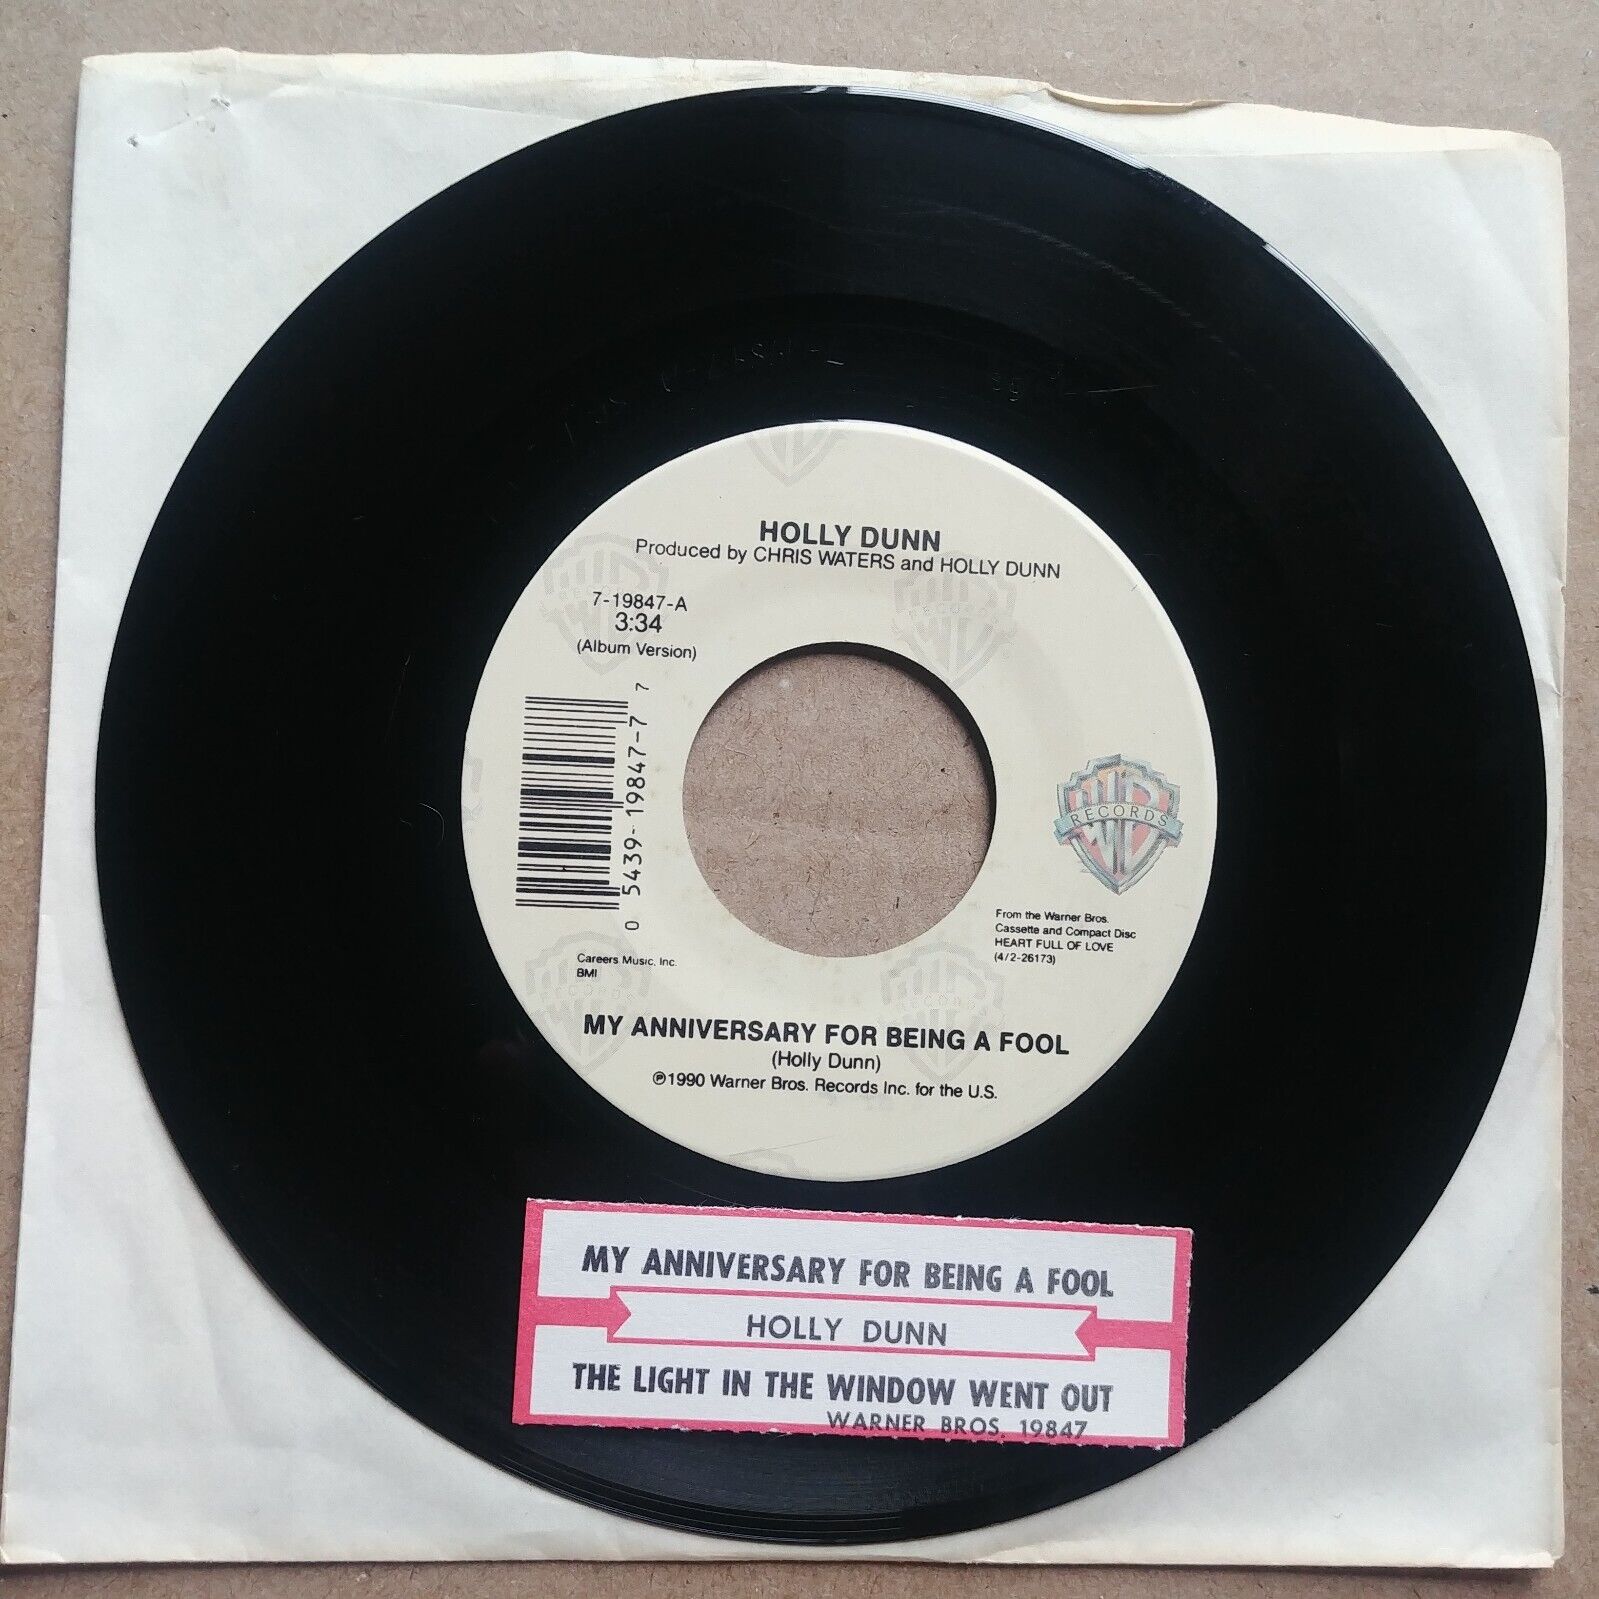 HOLLY DUNN
Produced by CHRIS WATERS and HOLLY DUNN
7-19847-A
3:34
(Album Version)
0 5439-19847-7 7
RECORDS
From the Warner Bros.
Cassette and Compact Disc
HEART FULL OF LOVE
(4/2-26173)
Careers Music, Inc.
BMI
MY ANNIVERSARY FOR BEING A FOOL
(Holly Dunn)
℗1990 Warner Bros. Records Inc. for the U.S.
MY ANNIVERSARY FOR BEING A FOOL
HOLLY DUNN
THE LIGHT IN THE WINDOW WENT OUT
WARNER BROS. 19847